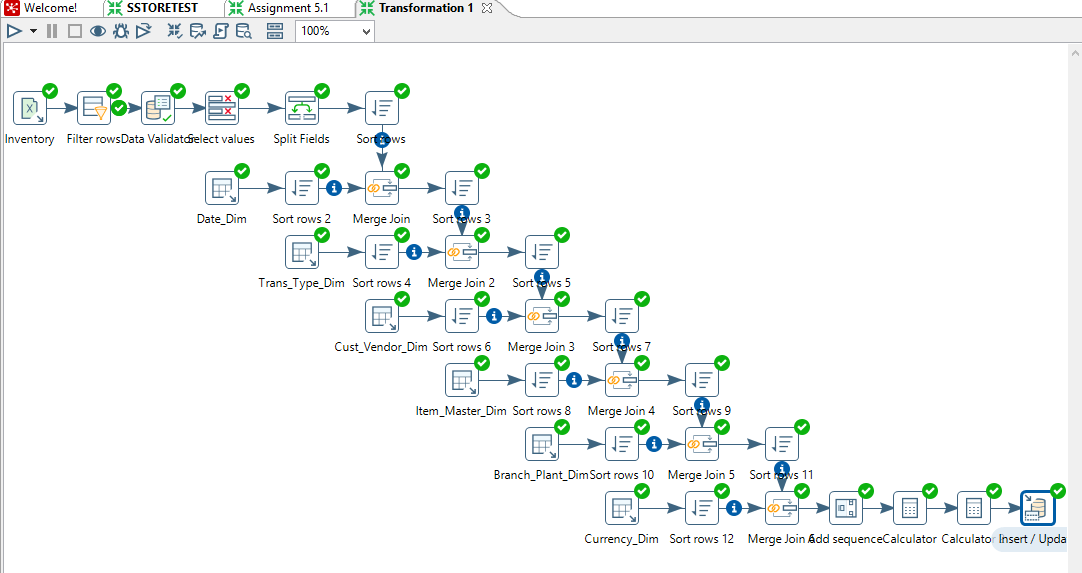 Welcome!
SSTORETEST
Assignment 5.1
Transformation 1
100%
Inventory
Filter rows
Data Validator
Select values
Split Fields
Sort rows
Date_Dim
Sort rows 2
Merge Join
Sort rows 3
Trans_Type_Dim
Sort rows 4
Merge Join 2
Sort rows 5
Cust_Vendor_Dim
Sort rows 6
Merge Join 3
Sort rows 7
Item_Master_Dim
Sort rows 8
Merge Join 4
Sort rows 9
Branch_Plant_Dim
Sort rows 10
Merge Join 5
Sort rows 11
Currency_Dim
Sort rows 12
Merge Join 6
Add sequence
Calculator
Calculator
Insert / Upda